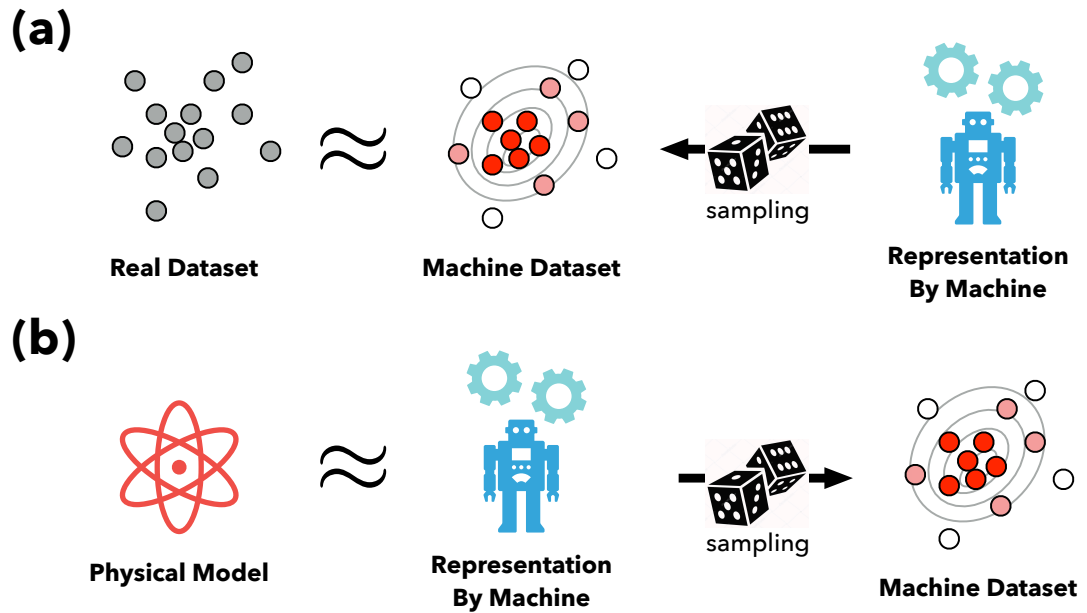 (a)
sampling
Real Dataset
Machine Dataset
Representation
By Machine
(b)
sampling
Physical Model
Representation
By Machine
Machine Dataset